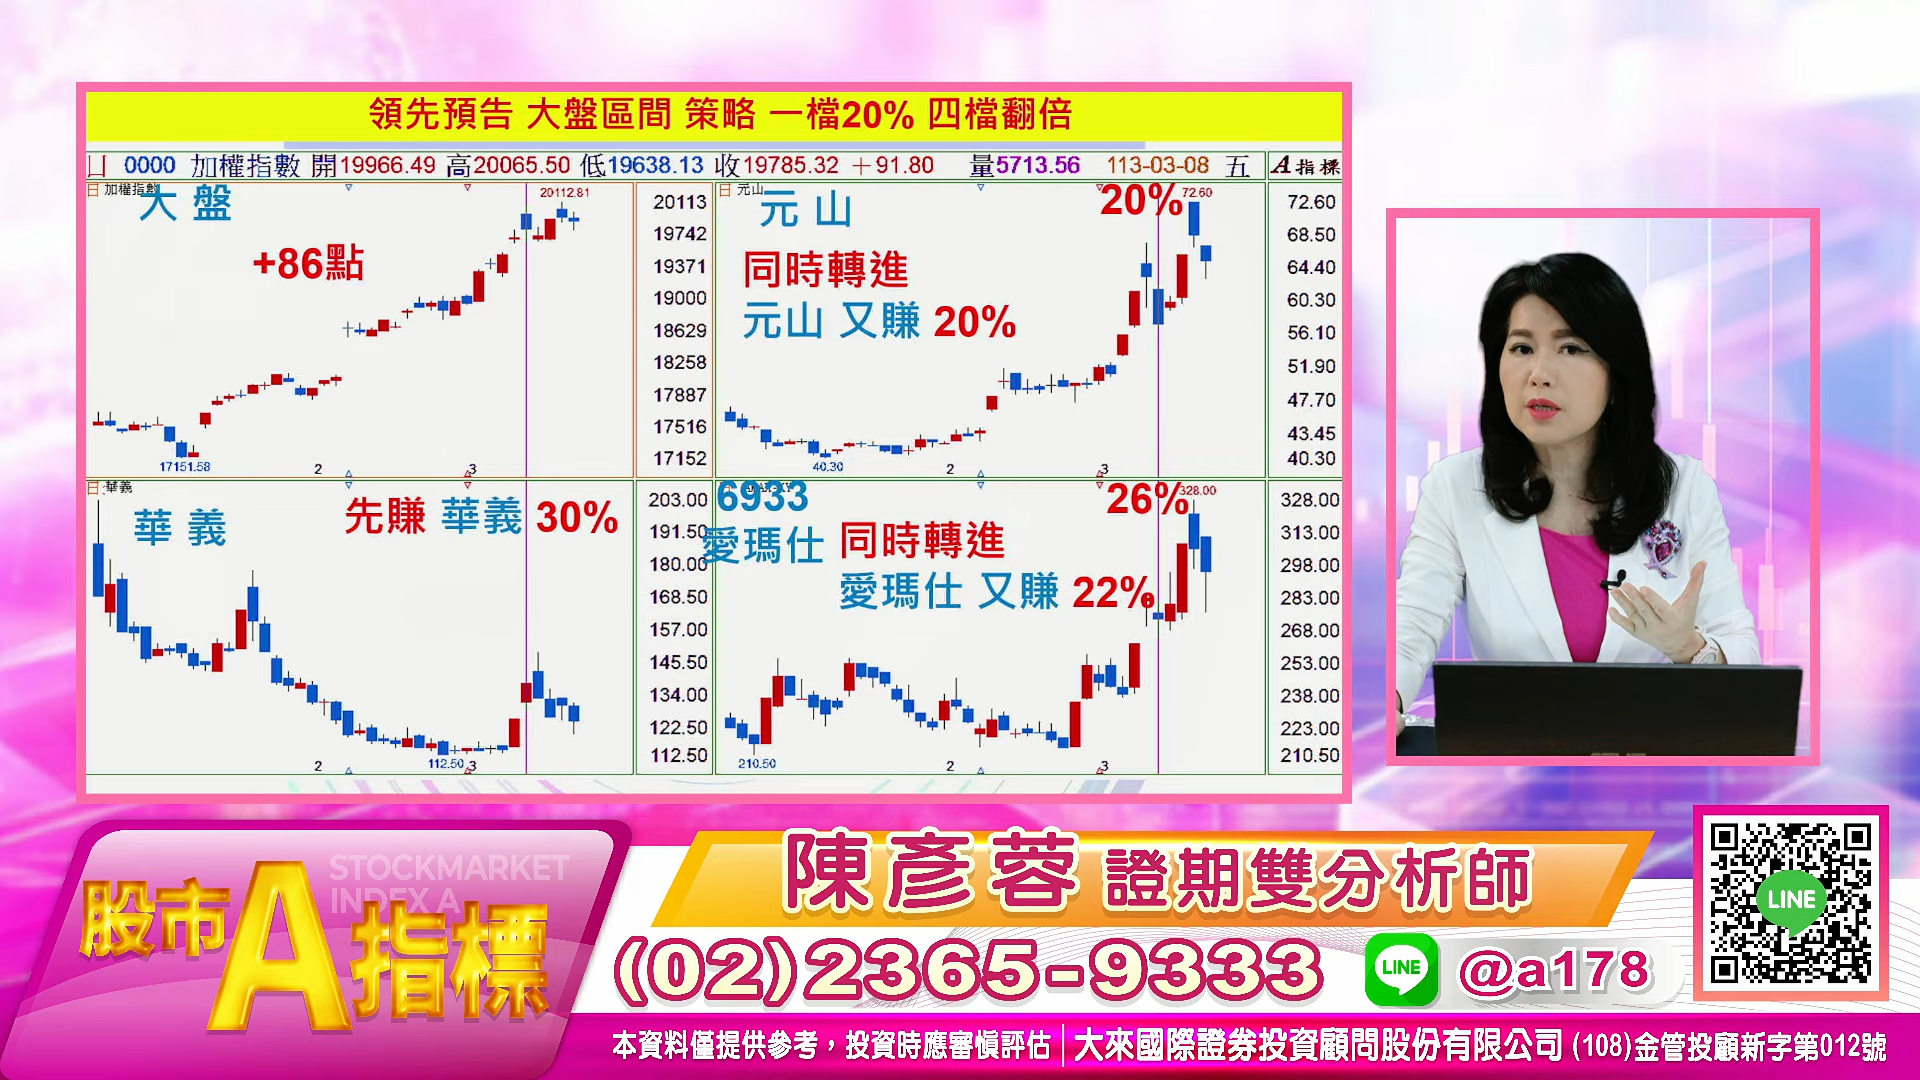 領先預告 大盤區間 策略 一檔20% 四檔翻倍
日 0000 加權指數 開19966.49 高20065.50 低19638.13 收19785.32 +91.80 量5713.56 113-03-08 五 A指標
日 加權指數
大 盤
+86點
20112.81
17151.58
2 3
20113
19742
19371
19000
18629
18258
17887
17516
17152
日 元山
元 山
20%
72.60
同時轉進
元山 又賺 20%
40.30
2 3
72.60
68.50
64.40
60.30
56.10
51.90
47.70
43.45
40.30
日 華義
華 義
先賺 華義 30%
112.50
2 3
203.00
191.50
180.00
168.50
157.00
145.50
134.00
122.50
112.50
6933
愛瑪仕
26%
328.00
同時轉進
愛瑪仕 又賺 22%
210.50
2 3
328.00
313.00
298.00
283.00
268.00
253.00
238.00
223.00
210.50
STOCKMARKET
INDEX A
股市A指標
陳彥蓉 證期雙分析師
(02)2365-9333
LINE @a178
LINE
本資料僅提供參考，投資時應審慎評估 | 大來國際證券投資顧問股份有限公司 (108)金管投顧新字第012號